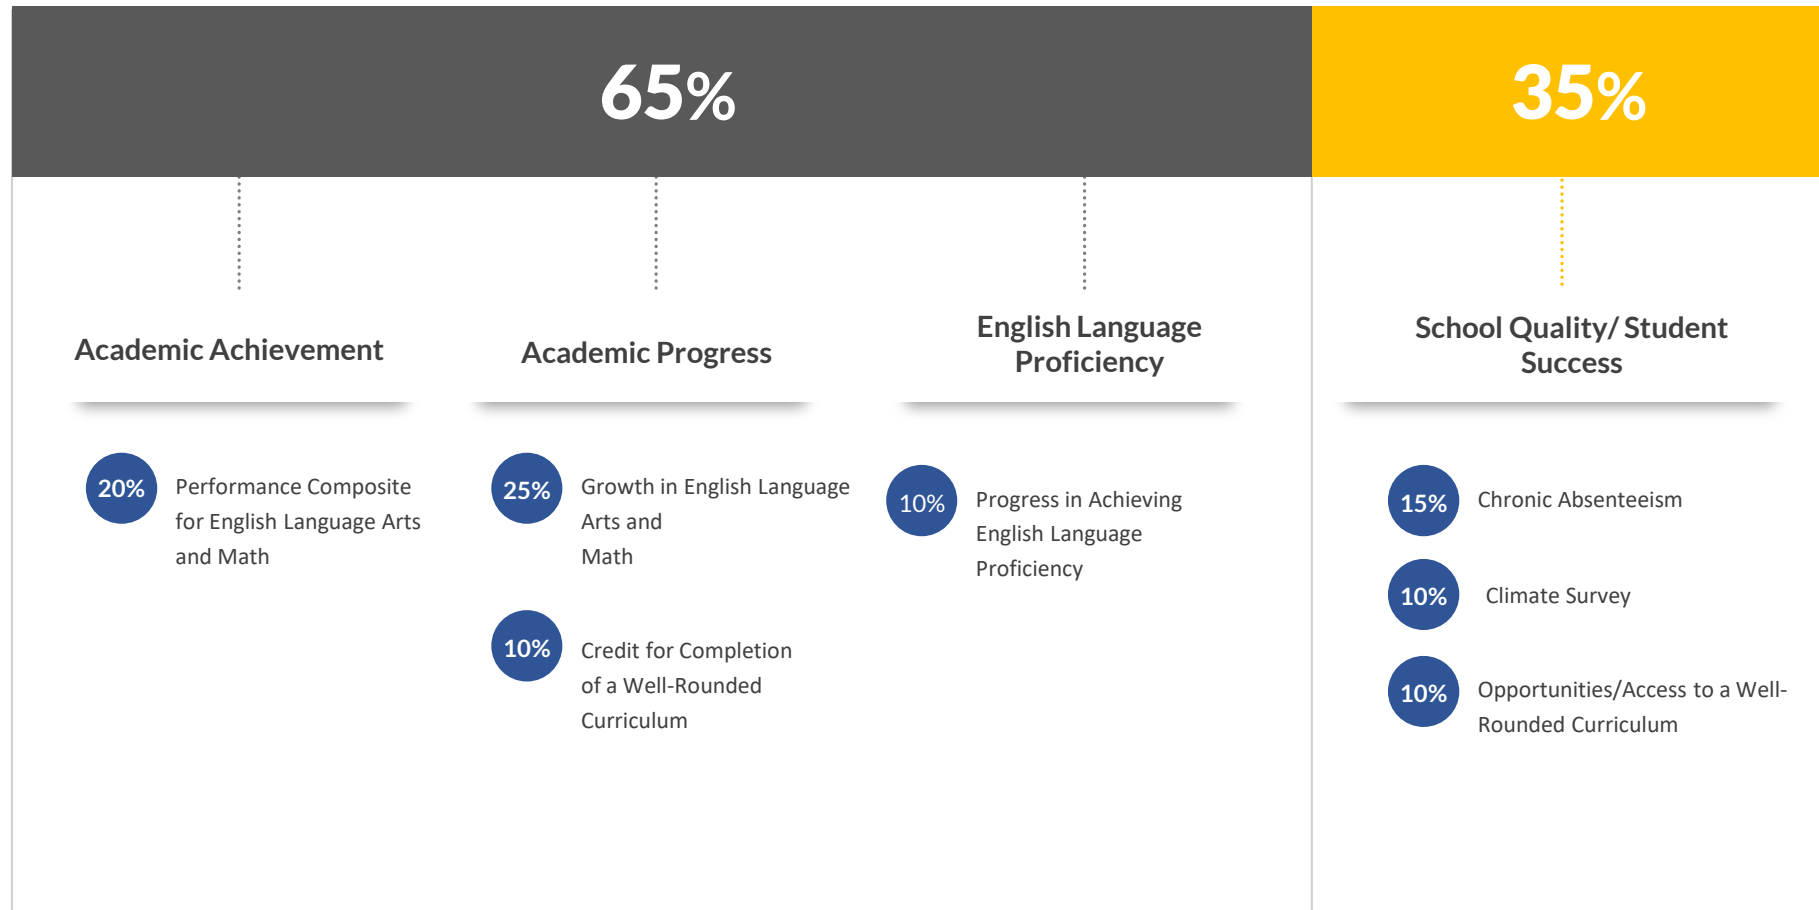 65%
35%
Academic Achievement
20%
Performance Composite
for English Language Arts
and Math
Academic Progress
25%
Growth in English Language
Arts and
Math
10%
Credit for Completion
of a Well-Rounded
Curriculum
English Language
Proficiency
10%
Progress in Achieving
English Language
Proficiency
School Quality/ Student
Success
15%
Chronic Absenteeism
10%
Climate Survey
10%
Opportunities/Access to a Well-
Rounded Curriculum